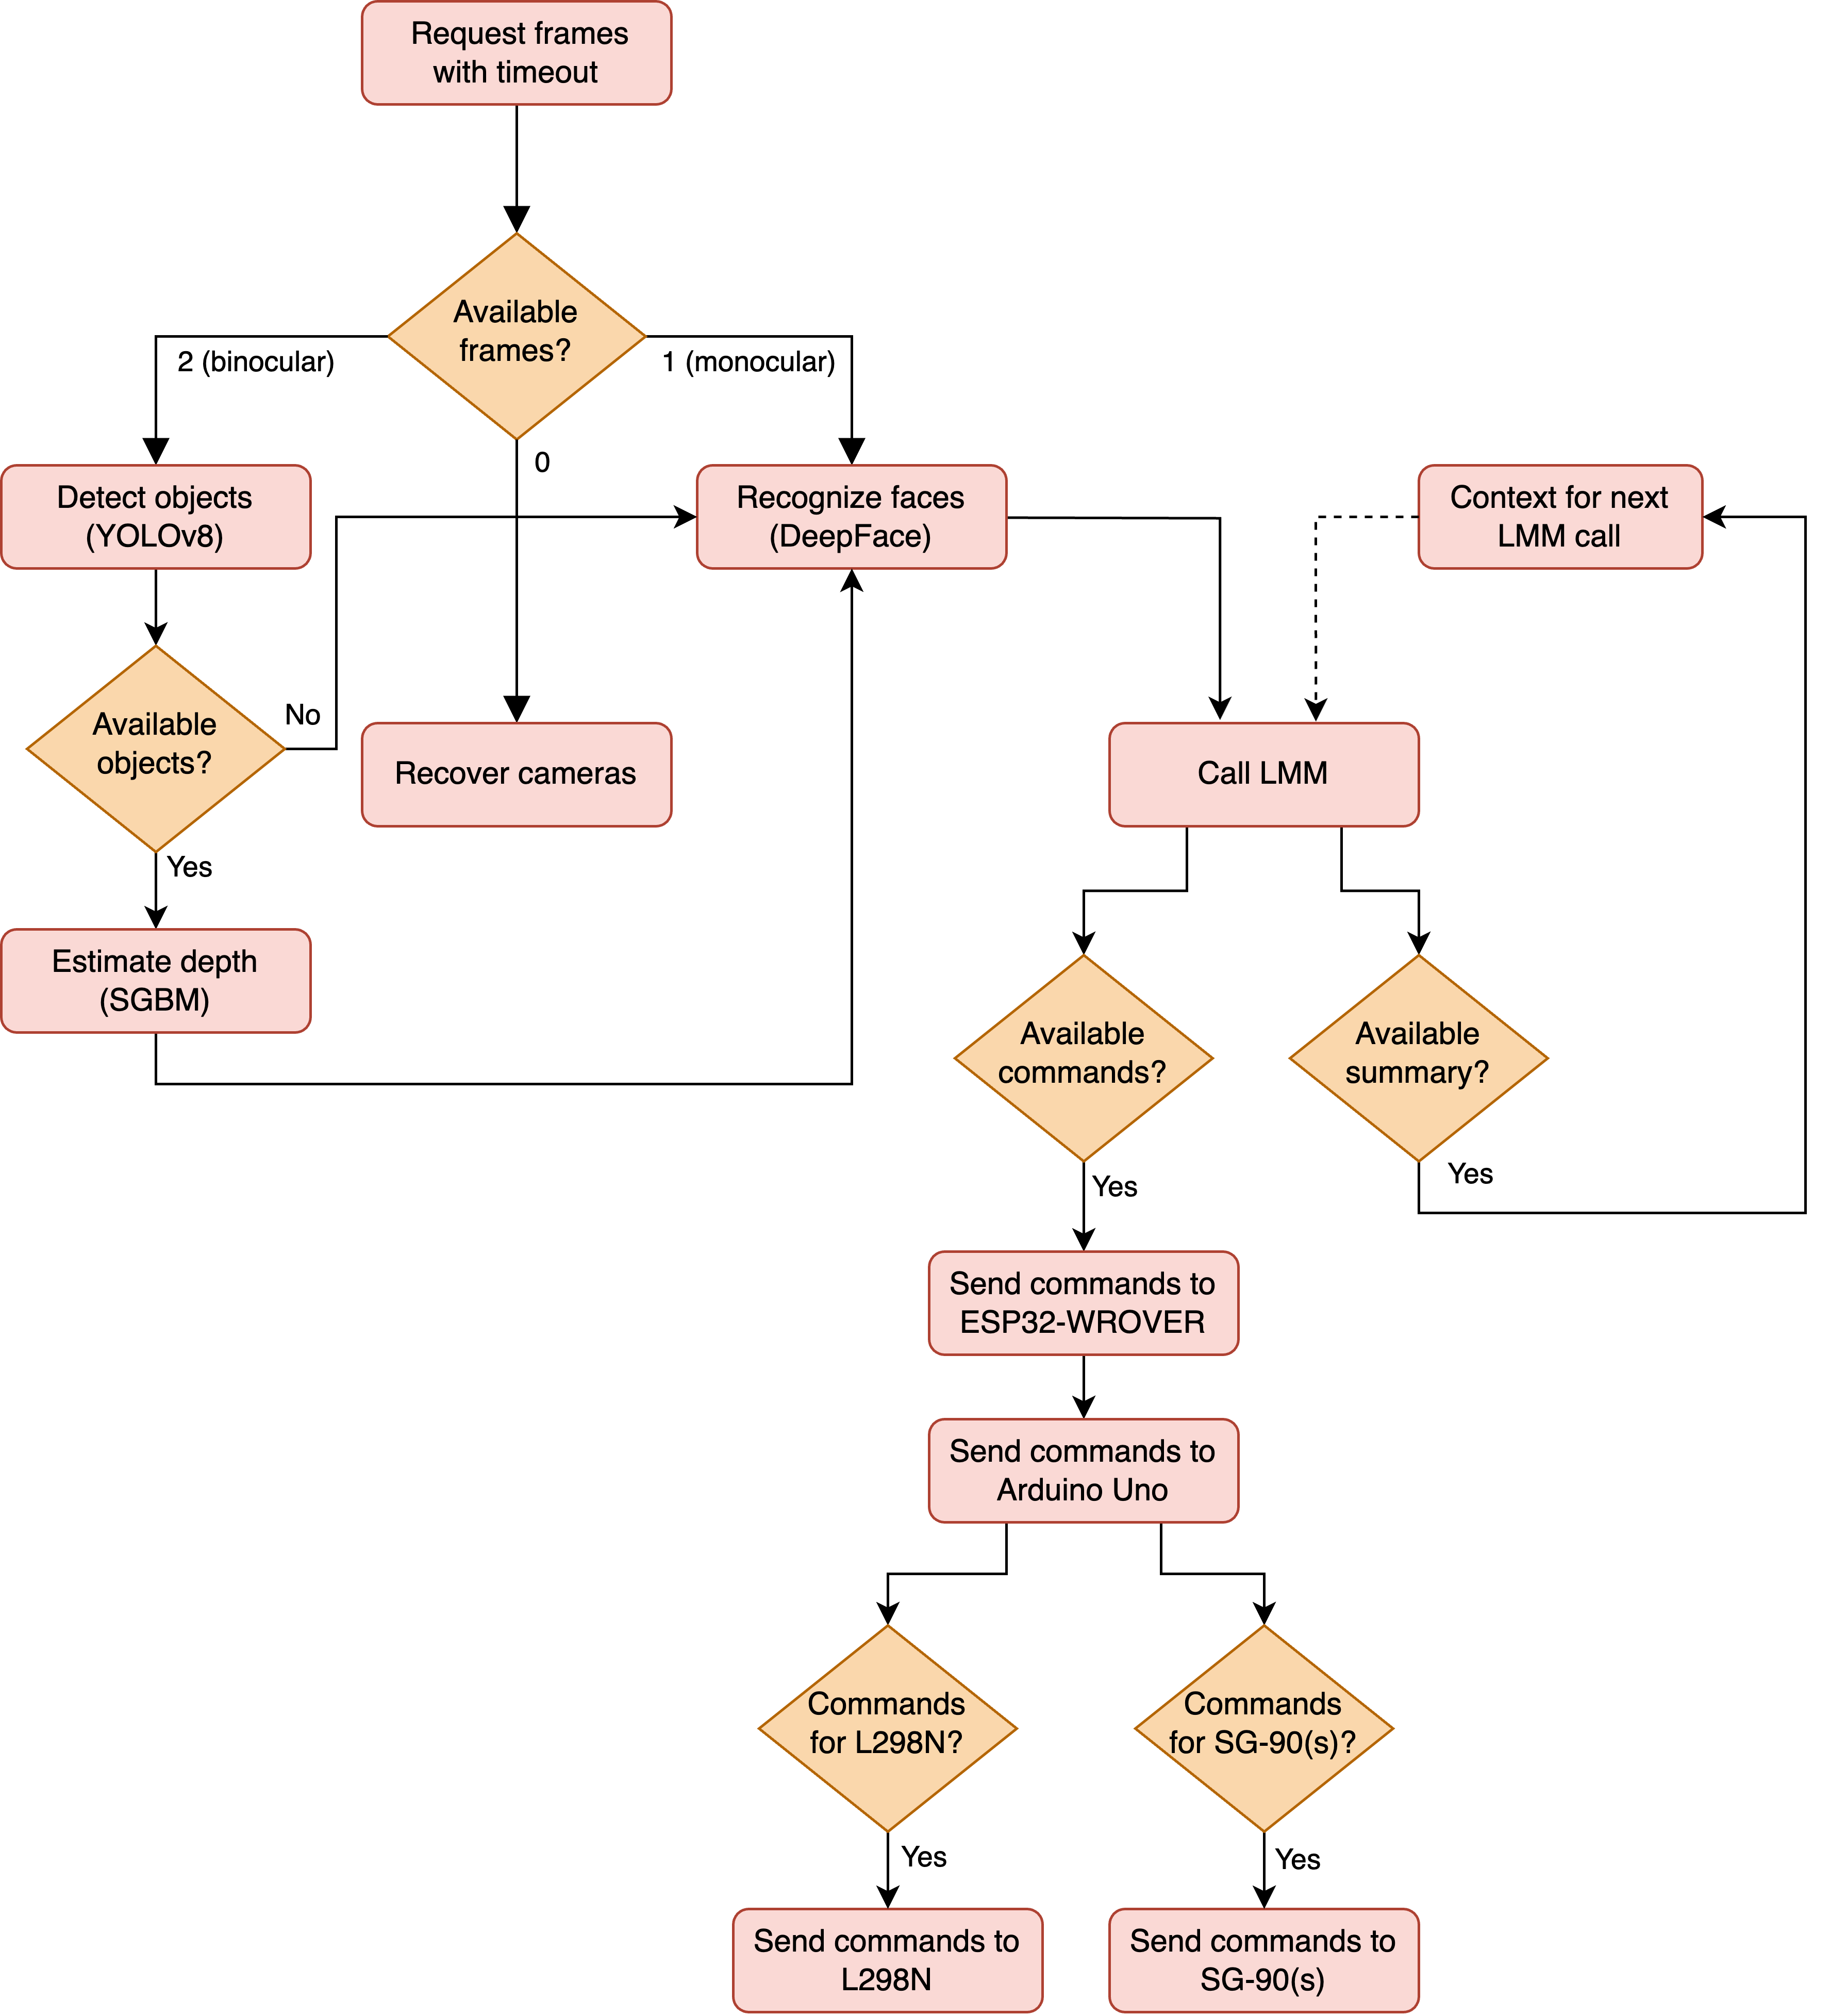 Request frames
with timeout
Available
frames?
2 (binocular)
1 (monocular)
0
Detect objects
(YOLOv8)
Recognize faces
(DeepFace)
Context for next
LMM call
Available
objects?
No
Recover cameras
Call LMM
Yes
Estimate depth
(SGBM)
Available
commands?
Available
summary?
Yes
Yes
Send commands to
ESP32-WROVER
Send commands to
Arduino Uno
Commands
for L298N?
Commands
for SG-90(s)?
Yes
Yes
Send commands to
L298N
Send commands to
SG-90(s)